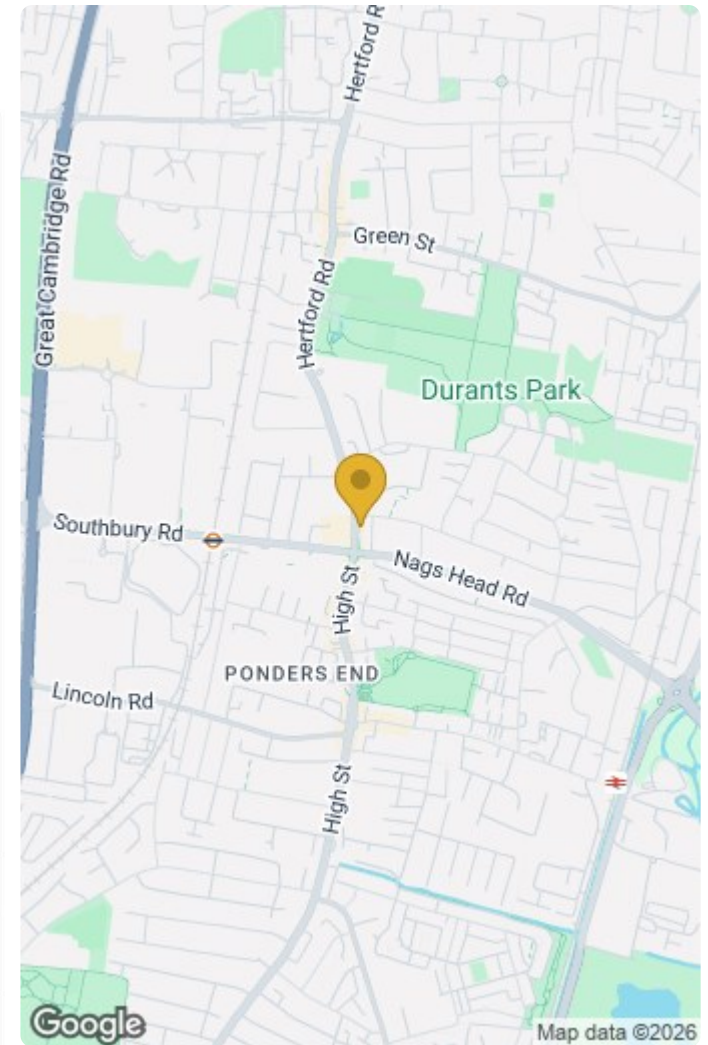 Hertford R
Great Cambridge Rd
Green St
Hertford Rd
Durants Park
Southbury Rd
Nags Head Rd
High St
PONDERS END
Lincoln Rd
High St
Google
Map data ©2026